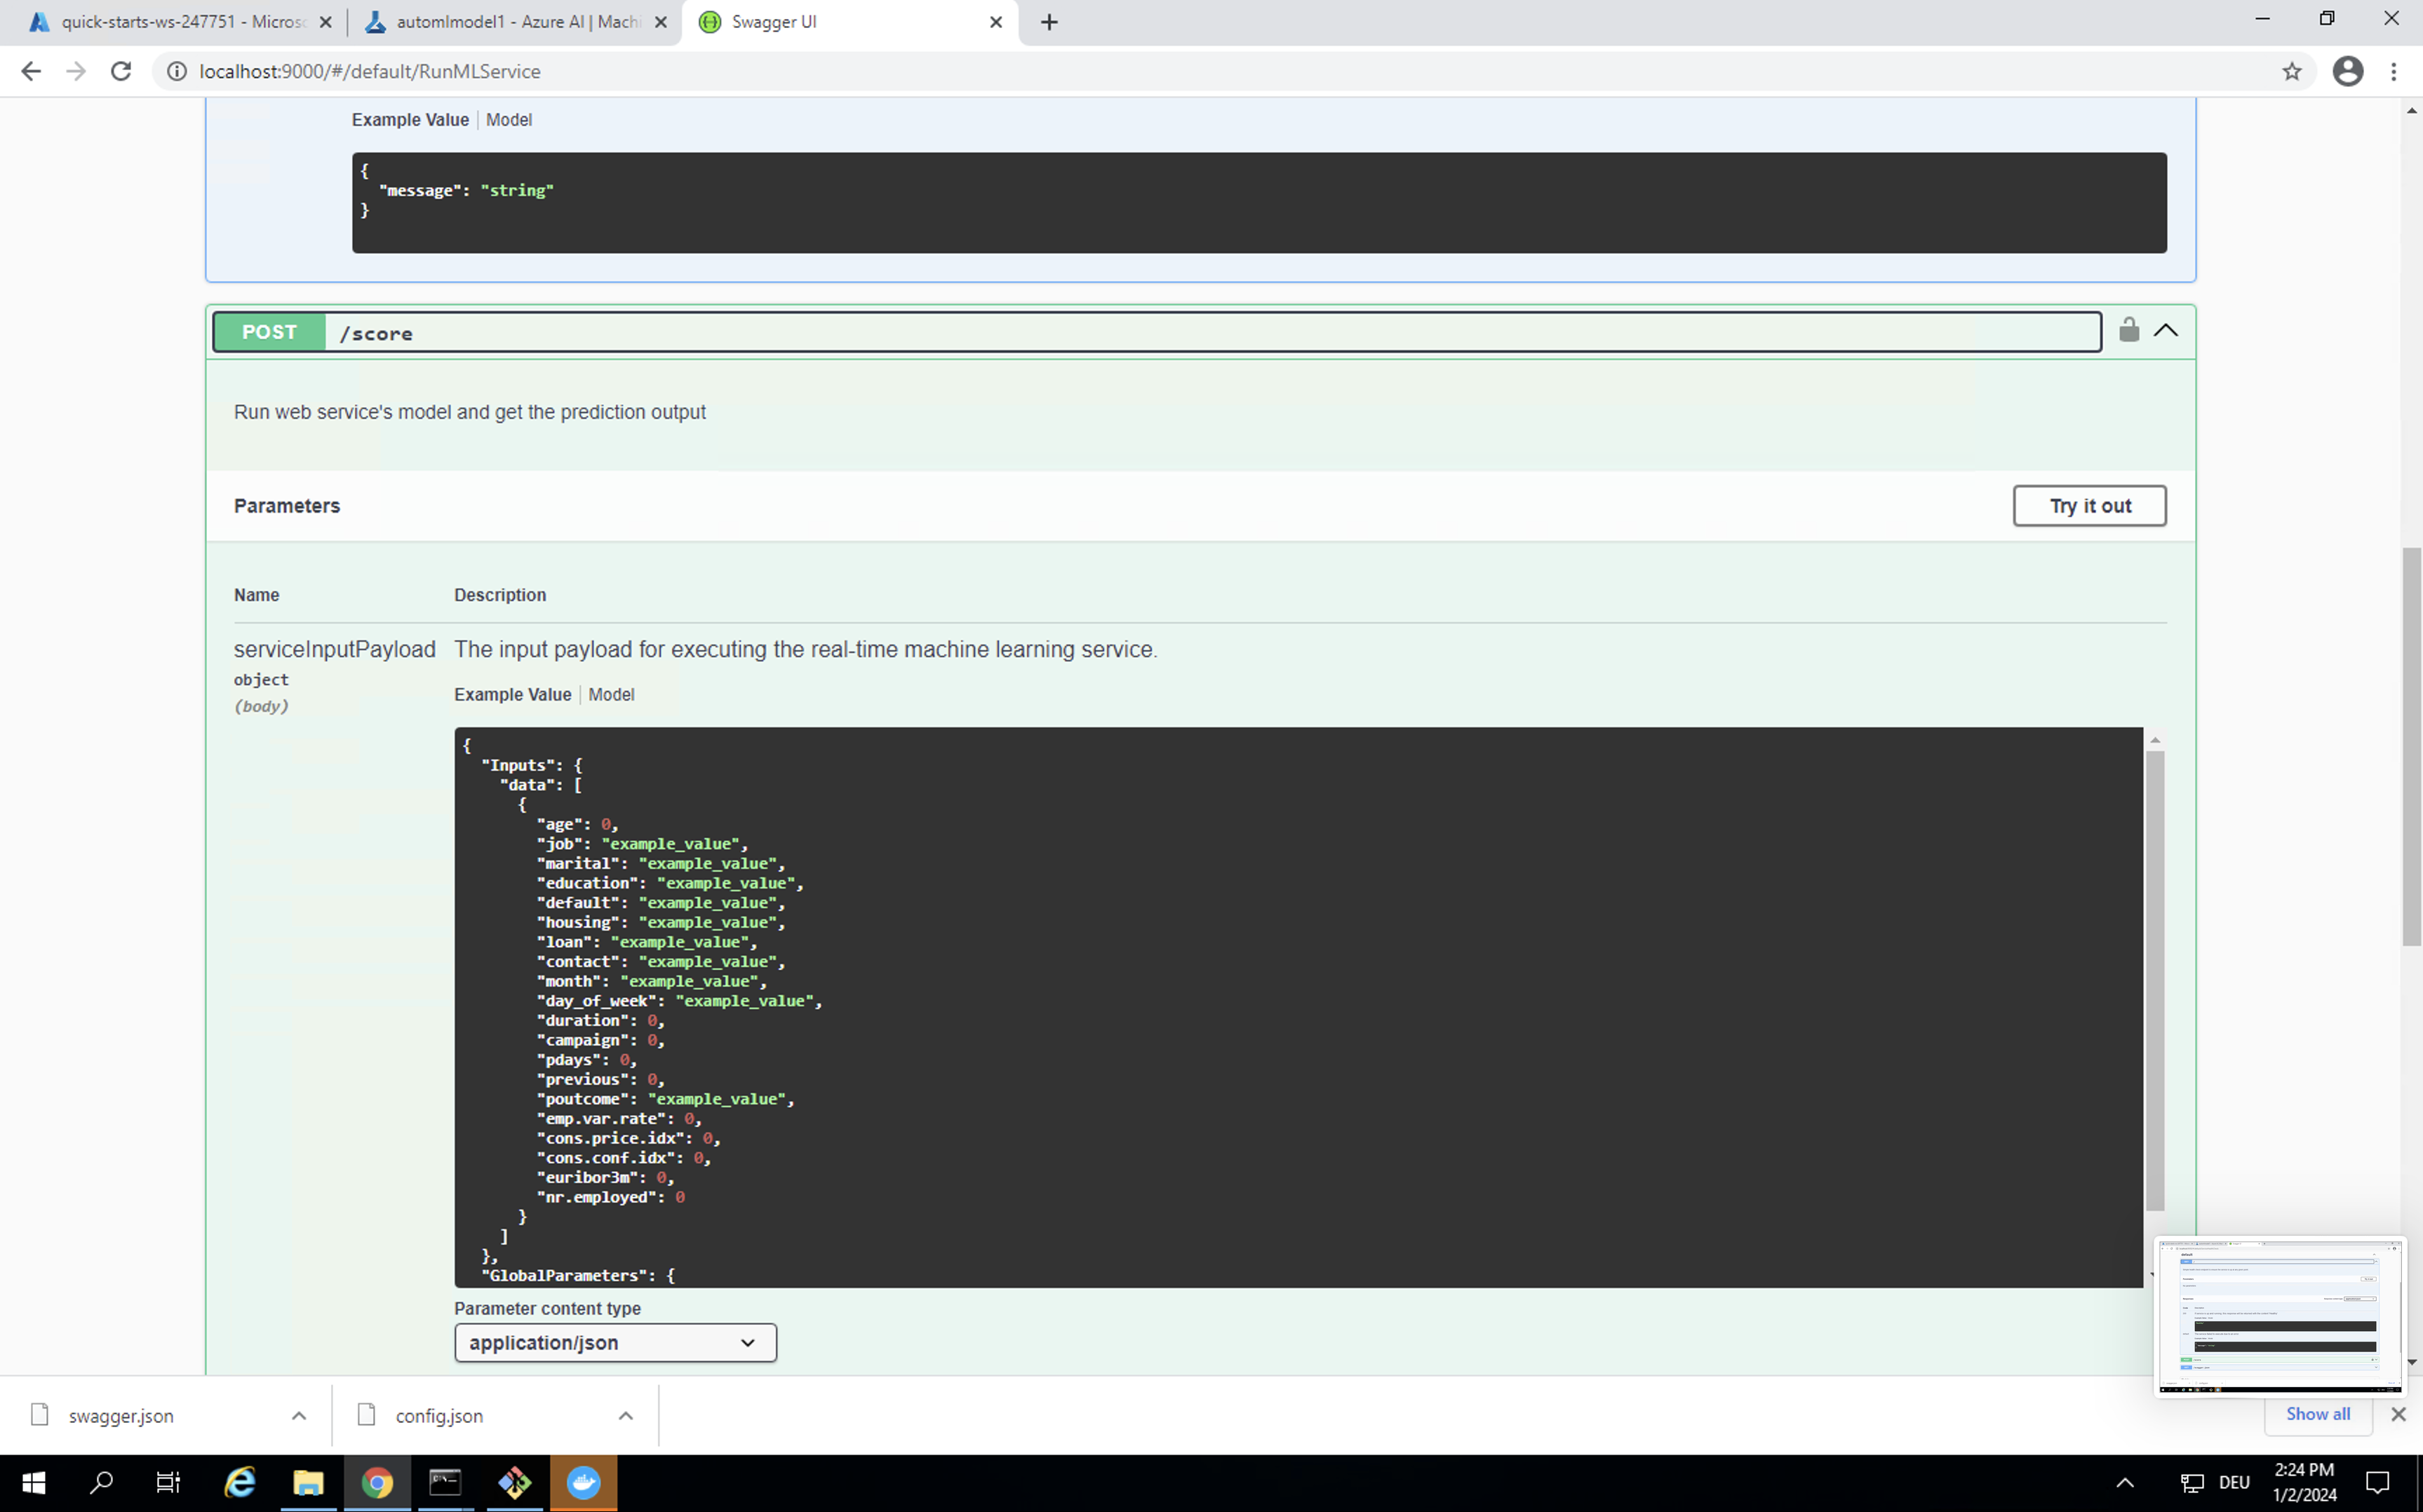 quick-starts-ws-247751 - Micros
automlmodel1 - Azure AI | Machi
Swagger UI
localhost:9000/#/default/RunMLService
Example Value | Model
{
"message": "string"
}
POST /score
Run web service's model and get the prediction output
Parameters
Try it out
Name Description
serviceInputPayload The input payload for executing the real-time machine learning service.
object
(body)
Example Value | Model
{
"Inputs": {
"data": [
{
"age": 0,
"job": "example_value",
"marital": "example_value",
"education": "example_value",
"default": "example_value",
"housing": "example_value",
"loan": "example_value",
"contact": "example_value",
"month": "example_value",
"day_of_week": "example_value",
"duration": 0,
"campaign": 0,
"pdays": 0,
"previous": 0,
"poutcome": "example_value",
"emp.var.rate": 0,
"cons.price.idx": 0,
"cons.conf.idx": 0,
"euribor3m": 0,
"nr.employed": 0
}
]
},
"GlobalParameters": {
Parameter content type
application/json
swagger.json
config.json
Show all
DEU
2:24 PM
1/2/2024